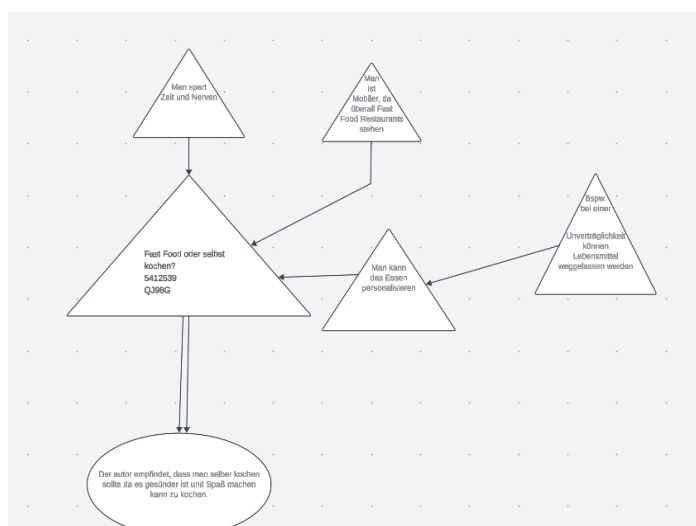 Man spart
Zeit und Nerven
Man
ist
Mobiler, da
überall Fast
Food Restaurants
stehen
Bspw.
bei einer
Unverträglichkeit
können
Lebensmittel
weggelassen werden
Fast Food oder selbst
kochen?
5412539
QJ98G
Man kann
das Essen
personalisieren
Der autor empfindet, dass man selber kochen
sollte da es gesünder ist und Spaß machen
kann zu kochen.